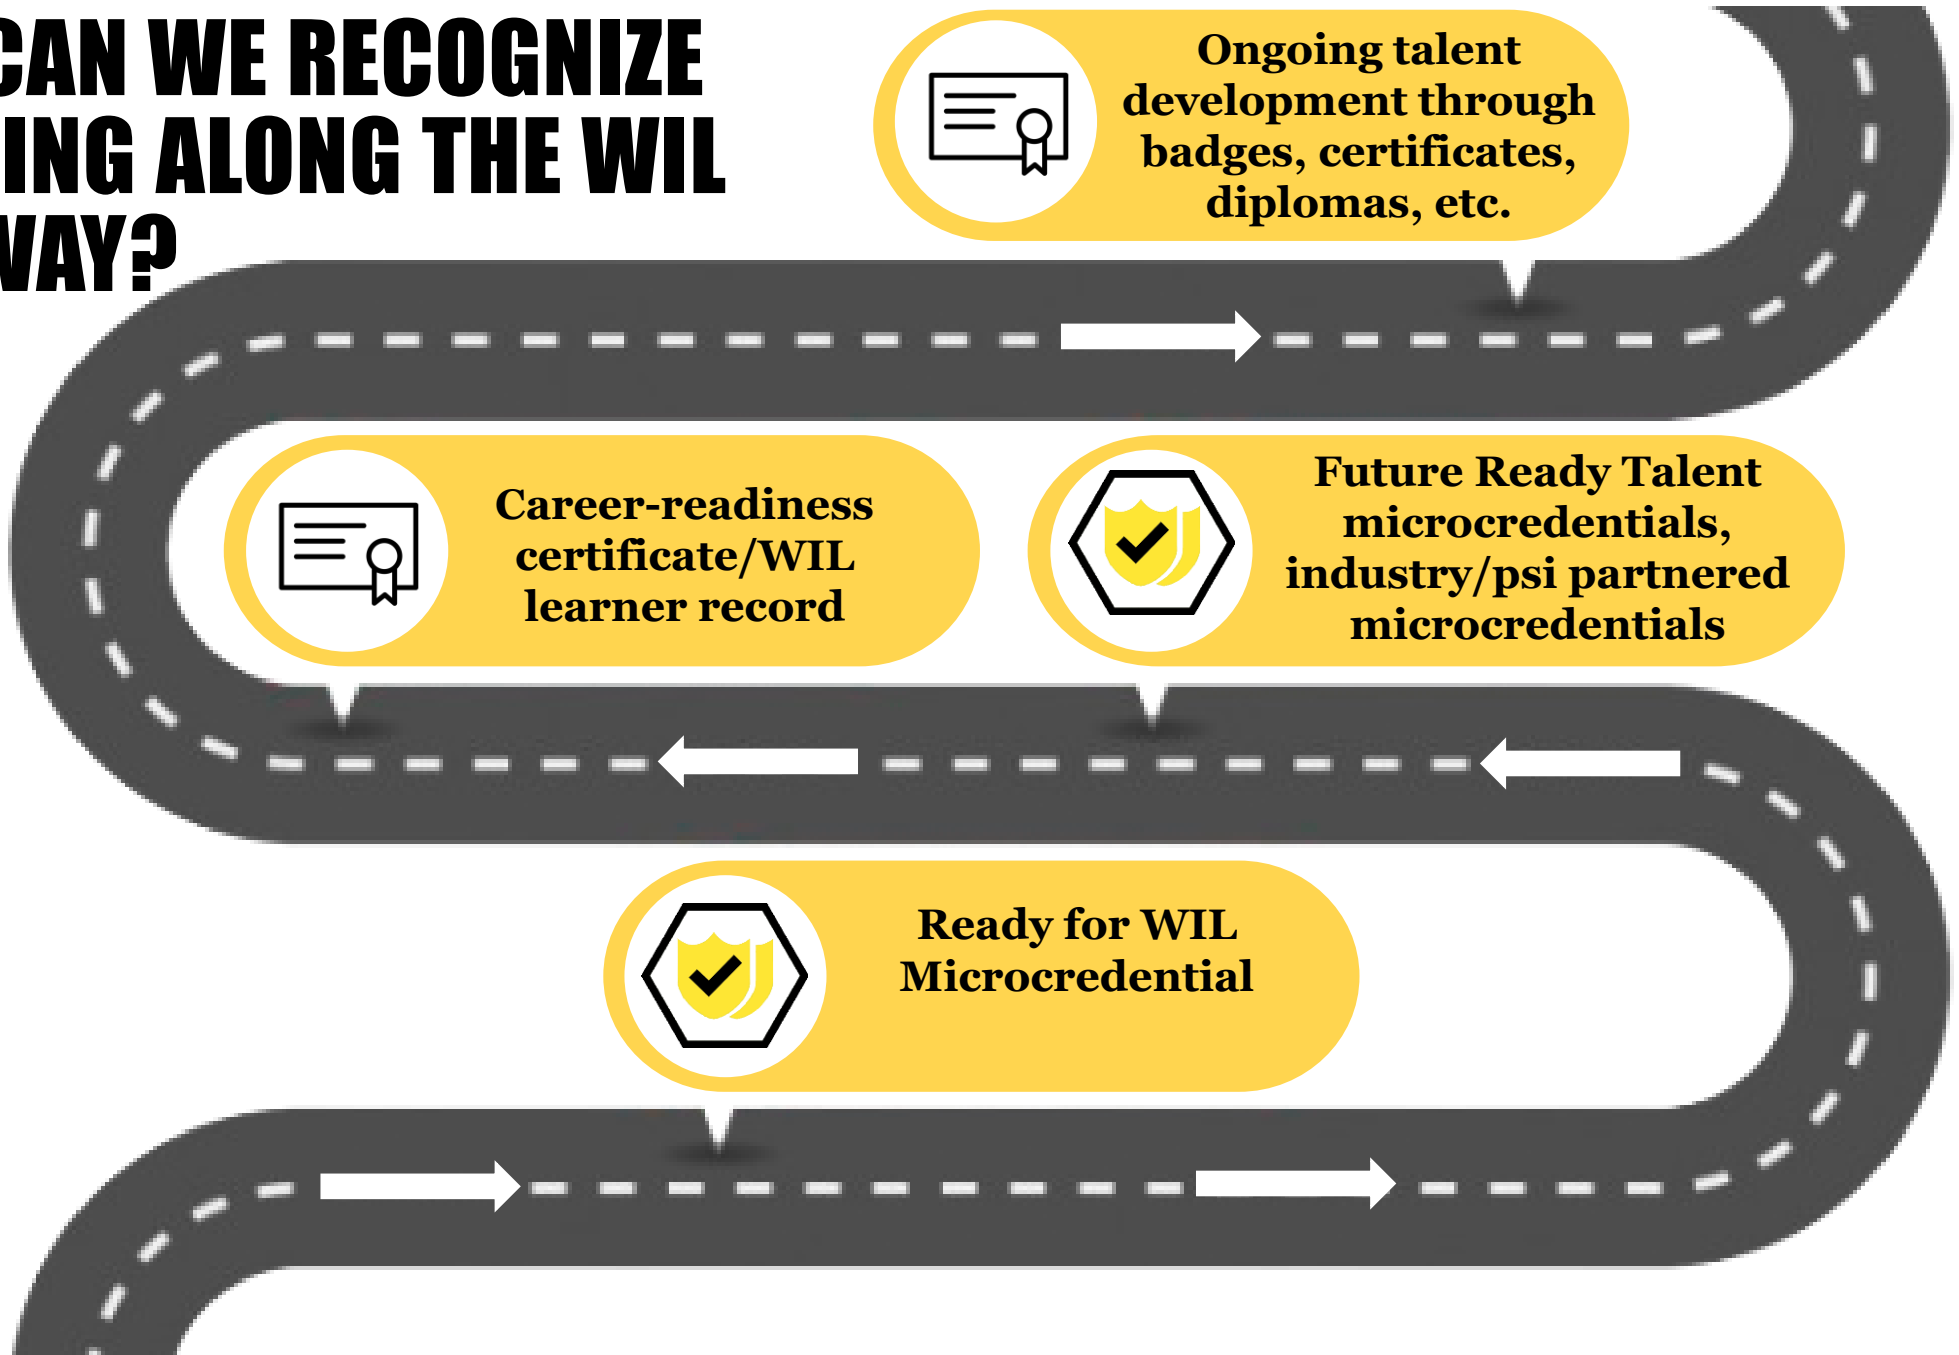 CAN WE RECOGNIZE
ING ALONG THE WIL
WAY?
Ongoing talent
development through
badges, certificates,
diplomas, etc.
Career-readiness
certificate/WIL
learner record
Future Ready Talent
microcredentials,
industry/psi partnered
microcredentials
Ready for WIL
Microcredential